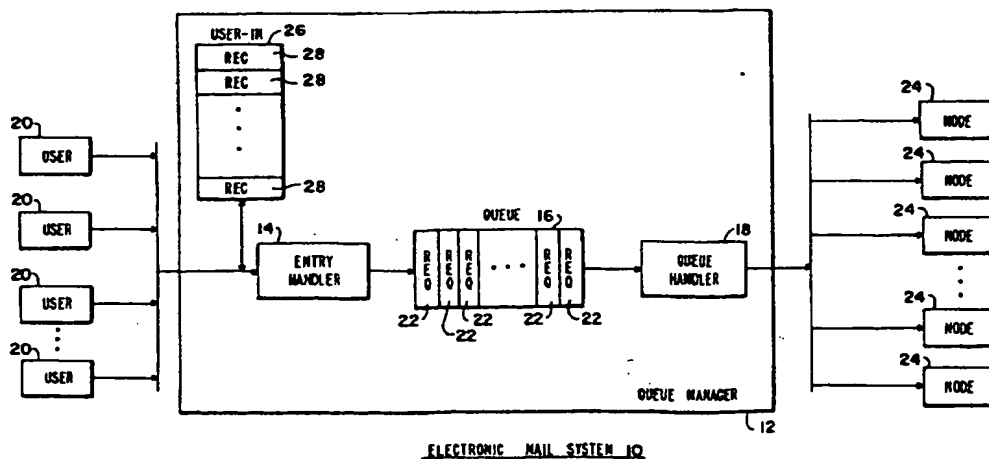 USER-IN 26
REC 28
REC 28
REC 28
20 USER
20 USER
20 USER
20 USER
14
ENTRY HANDLER
QUEUE 16
REQ REQ REQ REQ REQ
22 22 22 22 22
18
QUEUE HANDLER
24 NODE
24 NODE
24 NODE
24 NODE
24 NODE
QUEUE MANAGER
12
ELECTRONIC MAIL SYSTEM 10